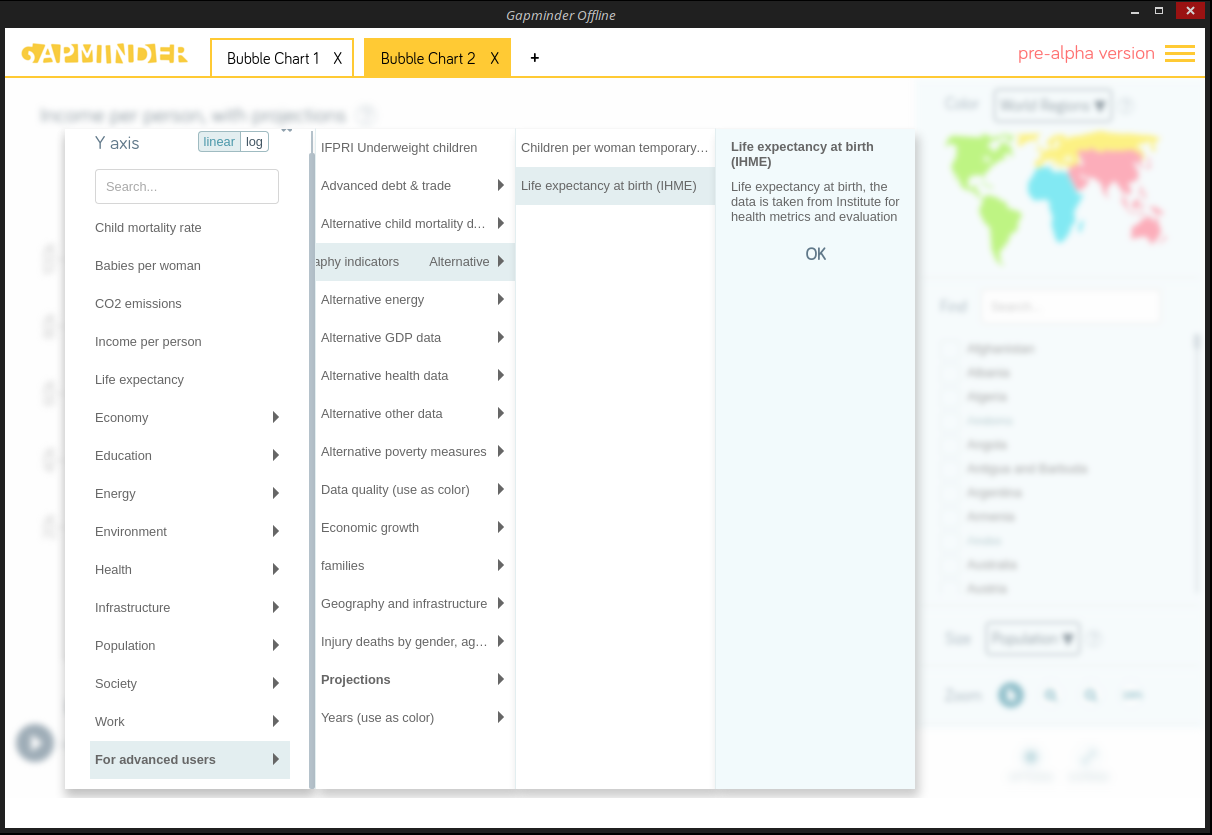 Gapminder Offline
GAPMINDER
Bubble Chart 1 X
Bubble Chart 2 X
+
pre-alpha version
Income per person, with projections ?
Y axis
linear log
Search...
Child mortality rate
Babies per woman
CO2 emissions
Income per person
Life expectancy
Economy
Education
Energy
Environment
Health
Infrastructure
Population
Society
Work
For advanced users
IFPRI Underweight children
Advanced debt & trade
Alternative child mortality d...
aphy indicators Alternative
Alternative energy
Alternative GDP data
Alternative health data
Alternative other data
Alternative poverty measures
Data quality (use as color)
Economic growth
families
Geography and infrastructure
Injury deaths by gender, ag...
Projections
Years (use as color)
Children per woman temporary...
Life expectancy at birth (IHME)
Life expectancy at birth
(IHME)
Life expectancy at birth, the
data is taken from Institute for
health metrics and evaluation
OK
Color World Regions ▼
Find Search...
Afghanistan
Albania
Algeria
Andorra
Angola
Antigua and Barbuda
Argentina
Armenia
Aruba
Australia
Austria
Size Population ▼
Zoom